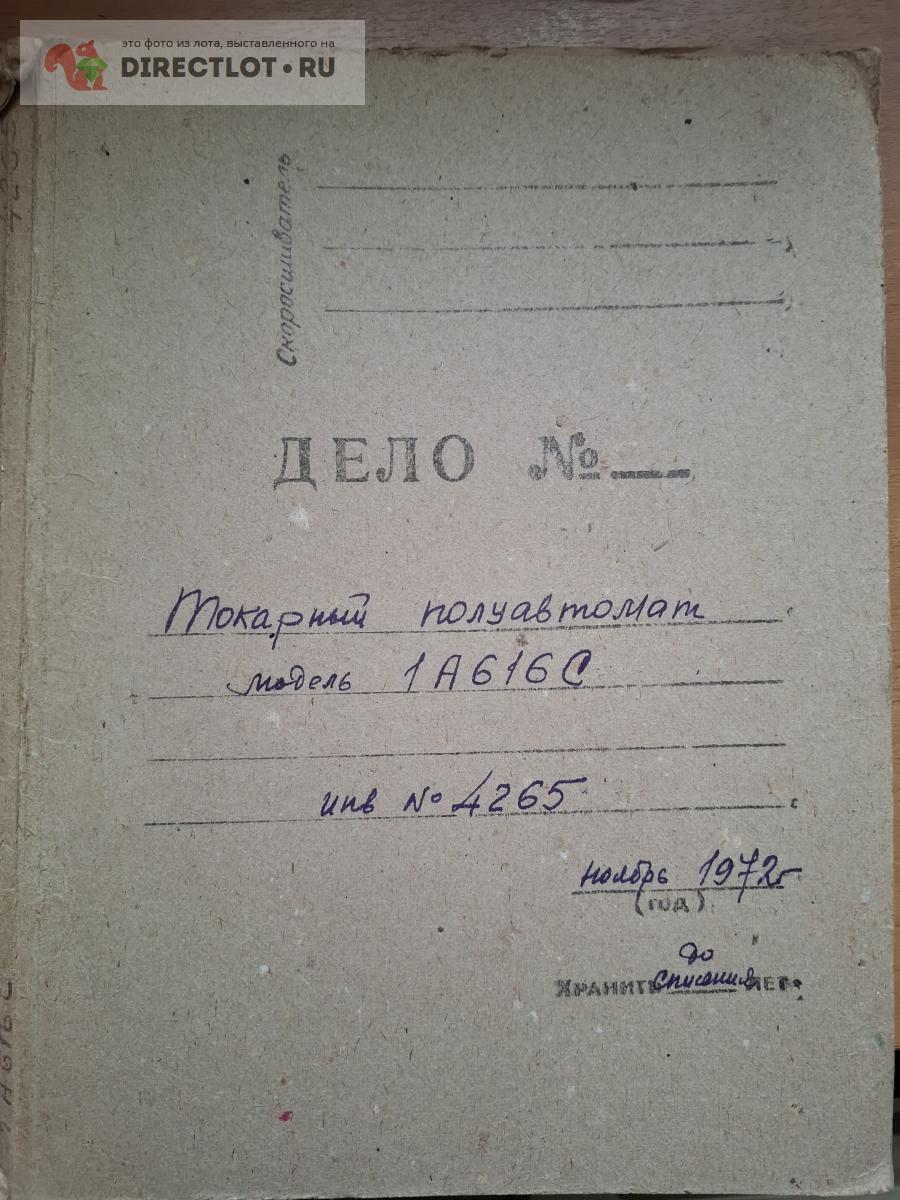 это фото из лота, выставленного на
DIRECTLOT.RU
Скоросшиватель
ДЕЛО №
Токарный полуавтомат
модель 1А616С
инв № 4265
ноябрь 1972г
(год)
до
Хранить списания лет